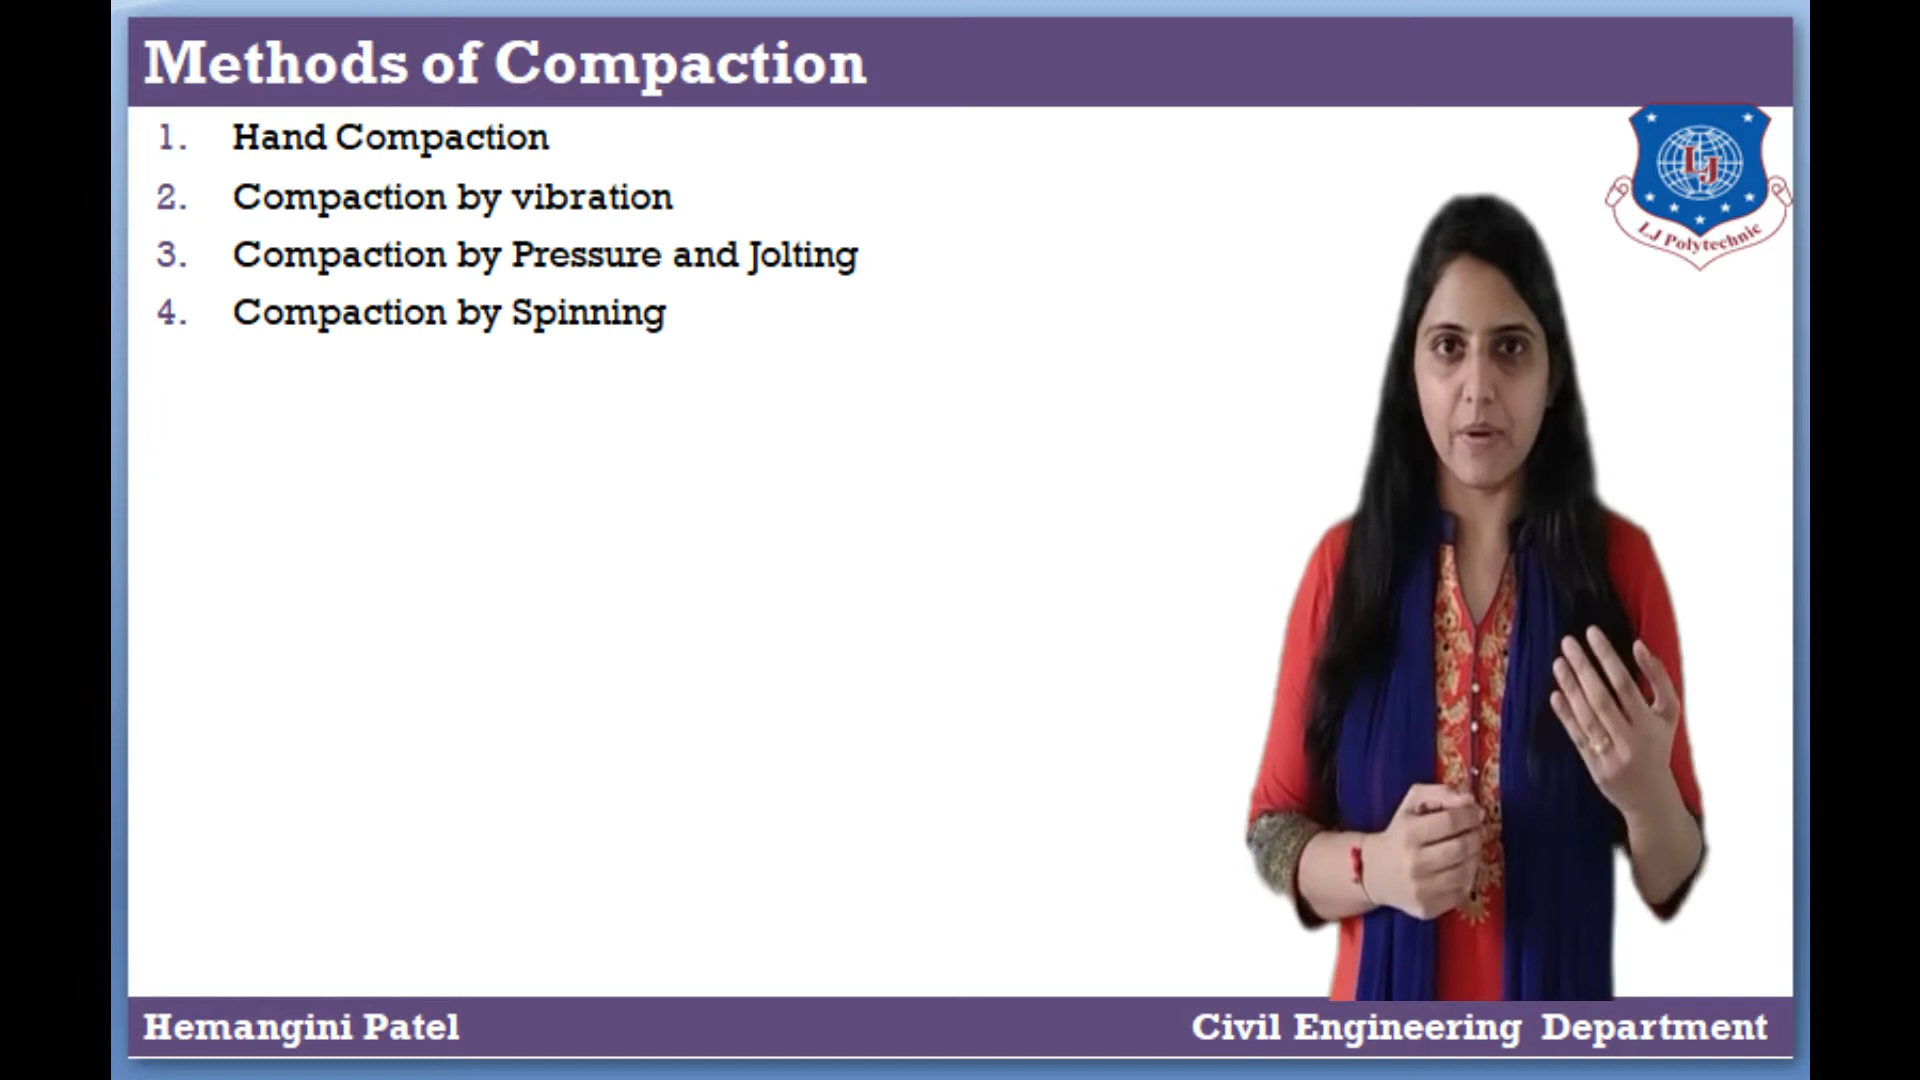 Methods of Compaction
1. Hand Compaction
2. Compaction by vibration
3. Compaction by Pressure and Jolting
4. Compaction by Spinning
LJ
LJ Polytechnic
Hemangini Patel
Civil Engineering Department